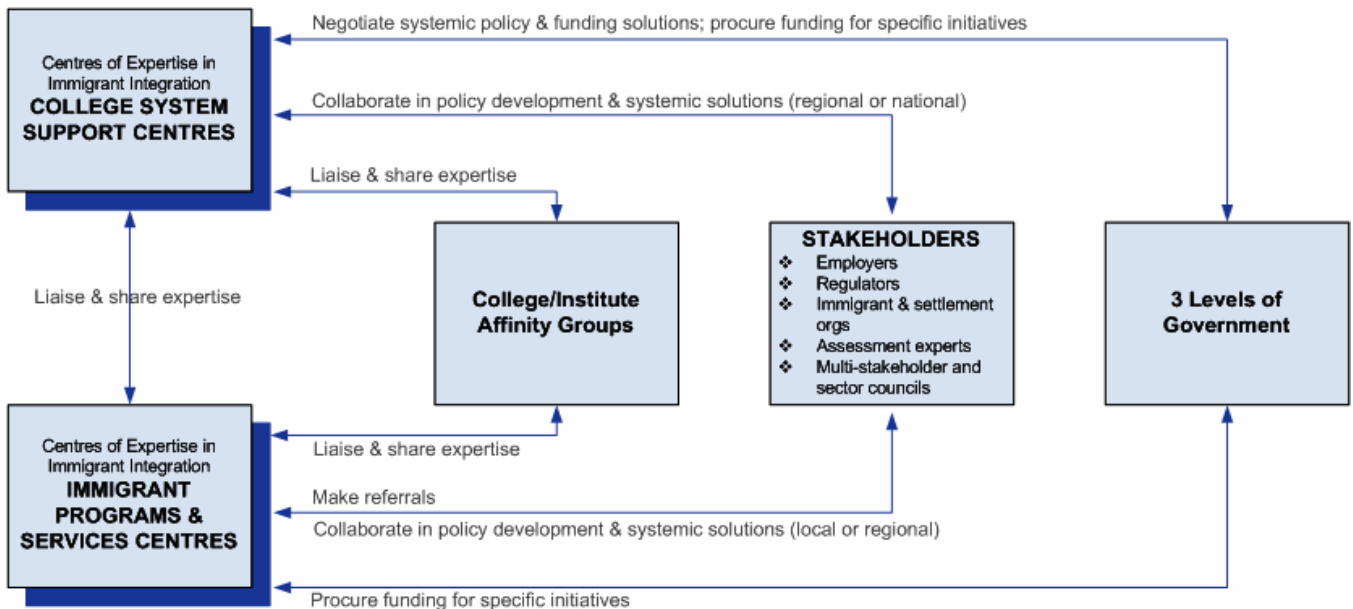 Negotiate systemic policy & funding solutions; procure funding for specific initiatives
Centres of Expertise in
Immigrant Integration
COLLEGE SYSTEM
SUPPORT CENTRES
Collaborate in policy development & systemic solutions (regional or national)
Liaise & share expertise
Liaise & share expertise
College/Institute
Affinity Groups
STAKEHOLDERS
❖ Employers
❖ Regulators
❖ Immigrant & settlement
orgs
❖ Assessment experts
❖ Multi-stakeholder and
sector councils
3 Levels of
Government
Centres of Expertise in
Immigrant Integration
IMMIGRANT
PROGRAMS &
SERVICES CENTRES
Liaise & share expertise
Make referrals
Collaborate in policy development & systemic solutions (local or regional)
Procure funding for specific initiatives